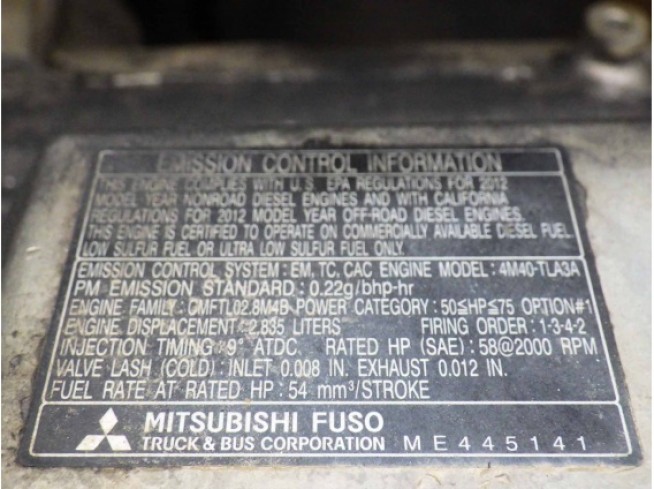 EMISSION CONTROL INFORMATION
THIS ENGINE COMPLIES WITH U.S. EPA REGULATIONS FOR 2012
MODEL YEAR NONROAD DIESEL ENGINES AND WITH CALIFORNIA
REGULATIONS FOR 2012 MODEL YEAR OFF-ROAD DIESEL ENGINES.
THIS ENGINE IS CERTIFIED TO OPERATE ON COMMERCIALLY AVAILABLE DIESEL FUEL.
LOW SULFUR FUEL OR ULTRA LOW SULFUR FUEL ONLY.
EMISSION CONTROL SYSTEM : EM, TC, CAC ENGINE MODEL : 4M40-TLA3A
PM EMISSION STANDARD : 0.22g/bhp-hr
ENGINE FAMILY : CMFTL02.8M4B POWER CATEGORY : 50≤HP≤75 OPTION#1
ENGINE DISPLACEMENT : 2.835 LITERS FIRING ORDER : 1-3-4-2
INJECTION TIMING : 9° ATDC. RATED HP (SAE) : 58@2000 RPM
VALVE LASH (COLD) : INLET 0.008 IN. EXHAUST 0.012 IN.
FUEL RATE AT RATED HP : 54 mm³/STROKE
MITSUBISHI FUSO
TRUCK & BUS CORPORATION ME445141